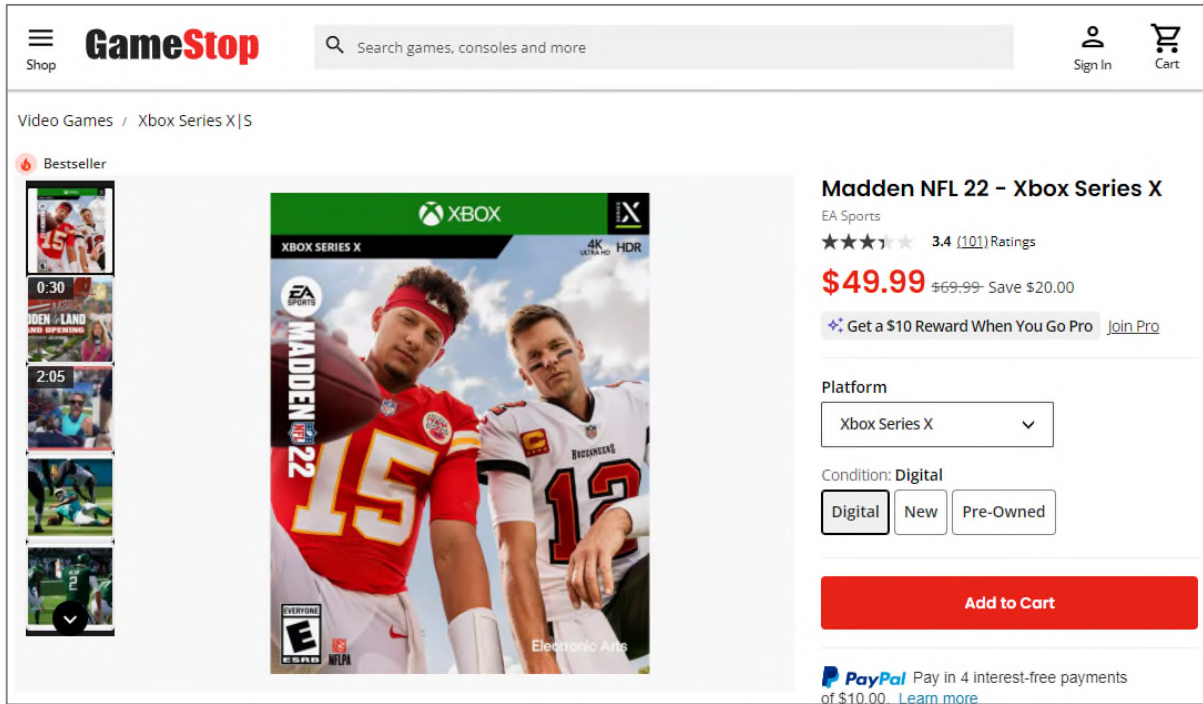 Shop
GameStop
Search games, consoles and more
Sign In
Cart
Video Games / Xbox Series X|S
Bestseller
0:30
2:05
XBOX
SERIES X
XBOX SERIES X
4K
ULTRA HD
HDR
EA
SPORTS
MADDEN NFL 22
15
BUCCANEERS
12
C
EVERYONE
E
ESRB
NFLPA
Electronic Arts
Madden NFL 22 - Xbox Series X
EA Sports
3.4 (101) Ratings
$49.99 $69.99 Save $20.00
Get a $10 Reward When You Go Pro Join Pro
Platform
Xbox Series X
Condition: Digital
Digital
New
Pre-Owned
Add to Cart
PayPal Pay in 4 interest-free payments
of $10.00. Learn more